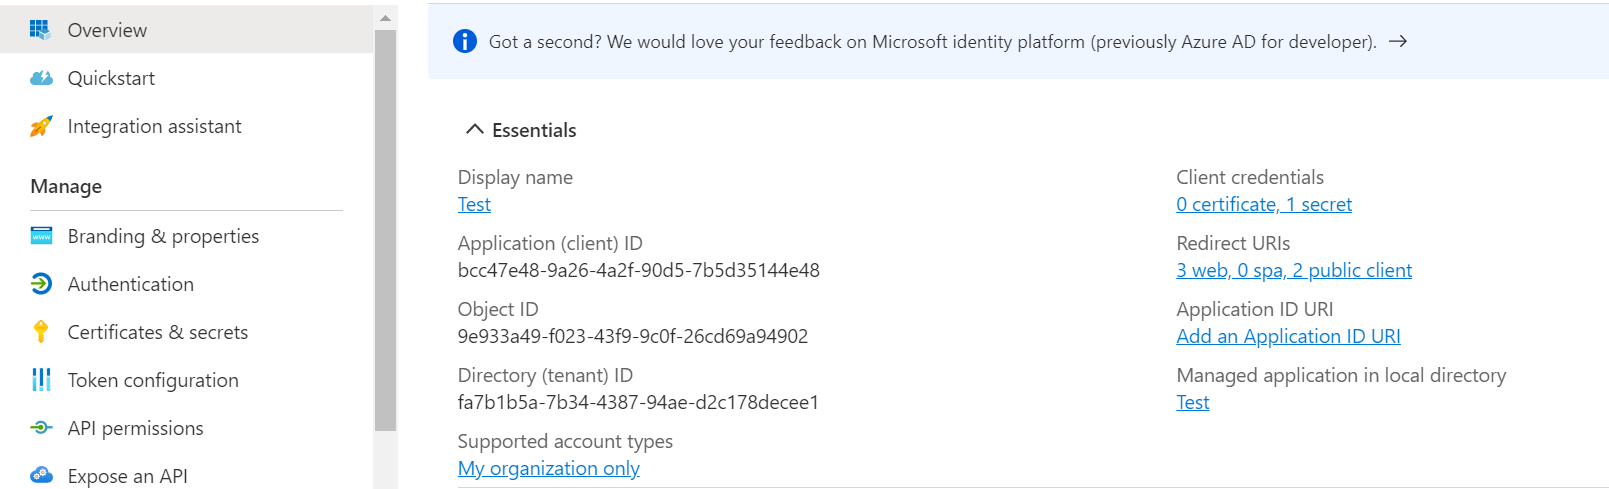 Overview
Quickstart
Integration assistant
Manage
Branding & properties
Authentication
Certificates & secrets
Token configuration
API permissions
Expose an API
Got a second? We would love your feedback on Microsoft identity platform (previously Azure AD for developer). →
Essentials
Display name
Test
Application (client) ID
bcc47e48-9a26-4a2f-90d5-7b5d35144e48
Object ID
9e933a49-f023-43f9-9c0f-26cd69a94902
Directory (tenant) ID
fa7b1b5a-7b34-4387-94ae-d2c178decee1
Supported account types
My organization only
Client credentials
0 certificate, 1 secret
Redirect URIs
3 web, 0 spa, 2 public client
Application ID URI
Add an Application ID URI
Managed application in local directory
Test